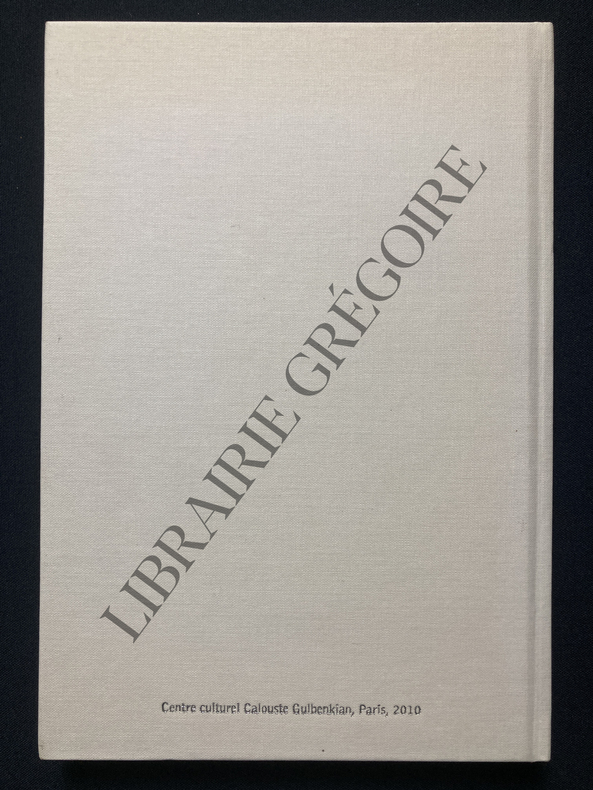 LIBRAIRIE GRÉGOIRE
Centre culturel Calouste Gulbenkian, Paris, 2010